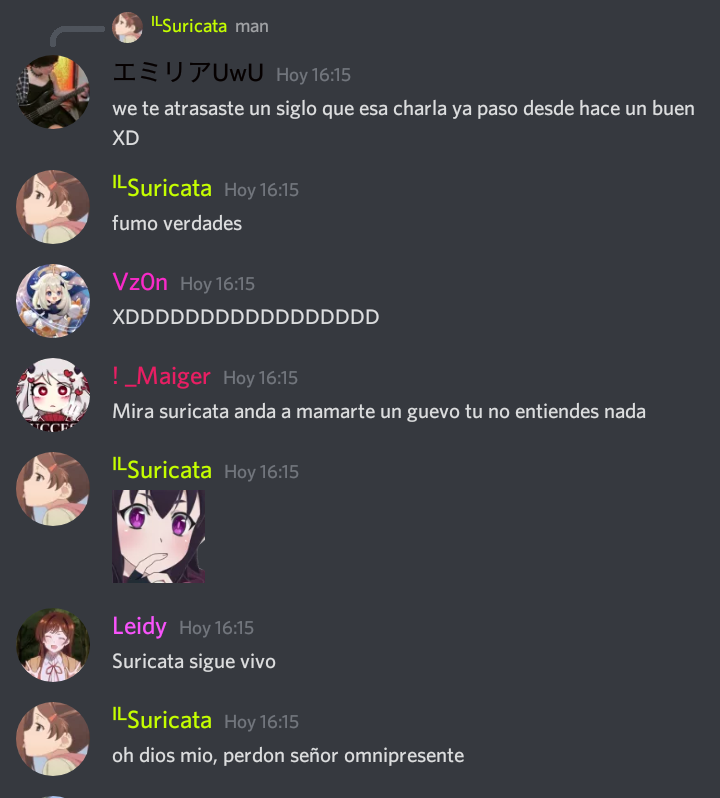 ILSuricata man
エミリアUwU Hoy 16:15
we te atrasaste un siglo que esa charla ya paso desde hace un buen
XD
ILSuricata Hoy 16:15
fumo verdades
Vz0n Hoy 16:15
XDDDDDDDDDDDDDDDDD
! _Maiger Hoy 16:15
Mira suricata anda a mamarte un guevo tu no entiendes nada
ILSuricata Hoy 16:15
Leidy Hoy 16:15
Suricata sigue vivo
ILSuricata Hoy 16:15
oh dios mio, perdon señor omnipresente